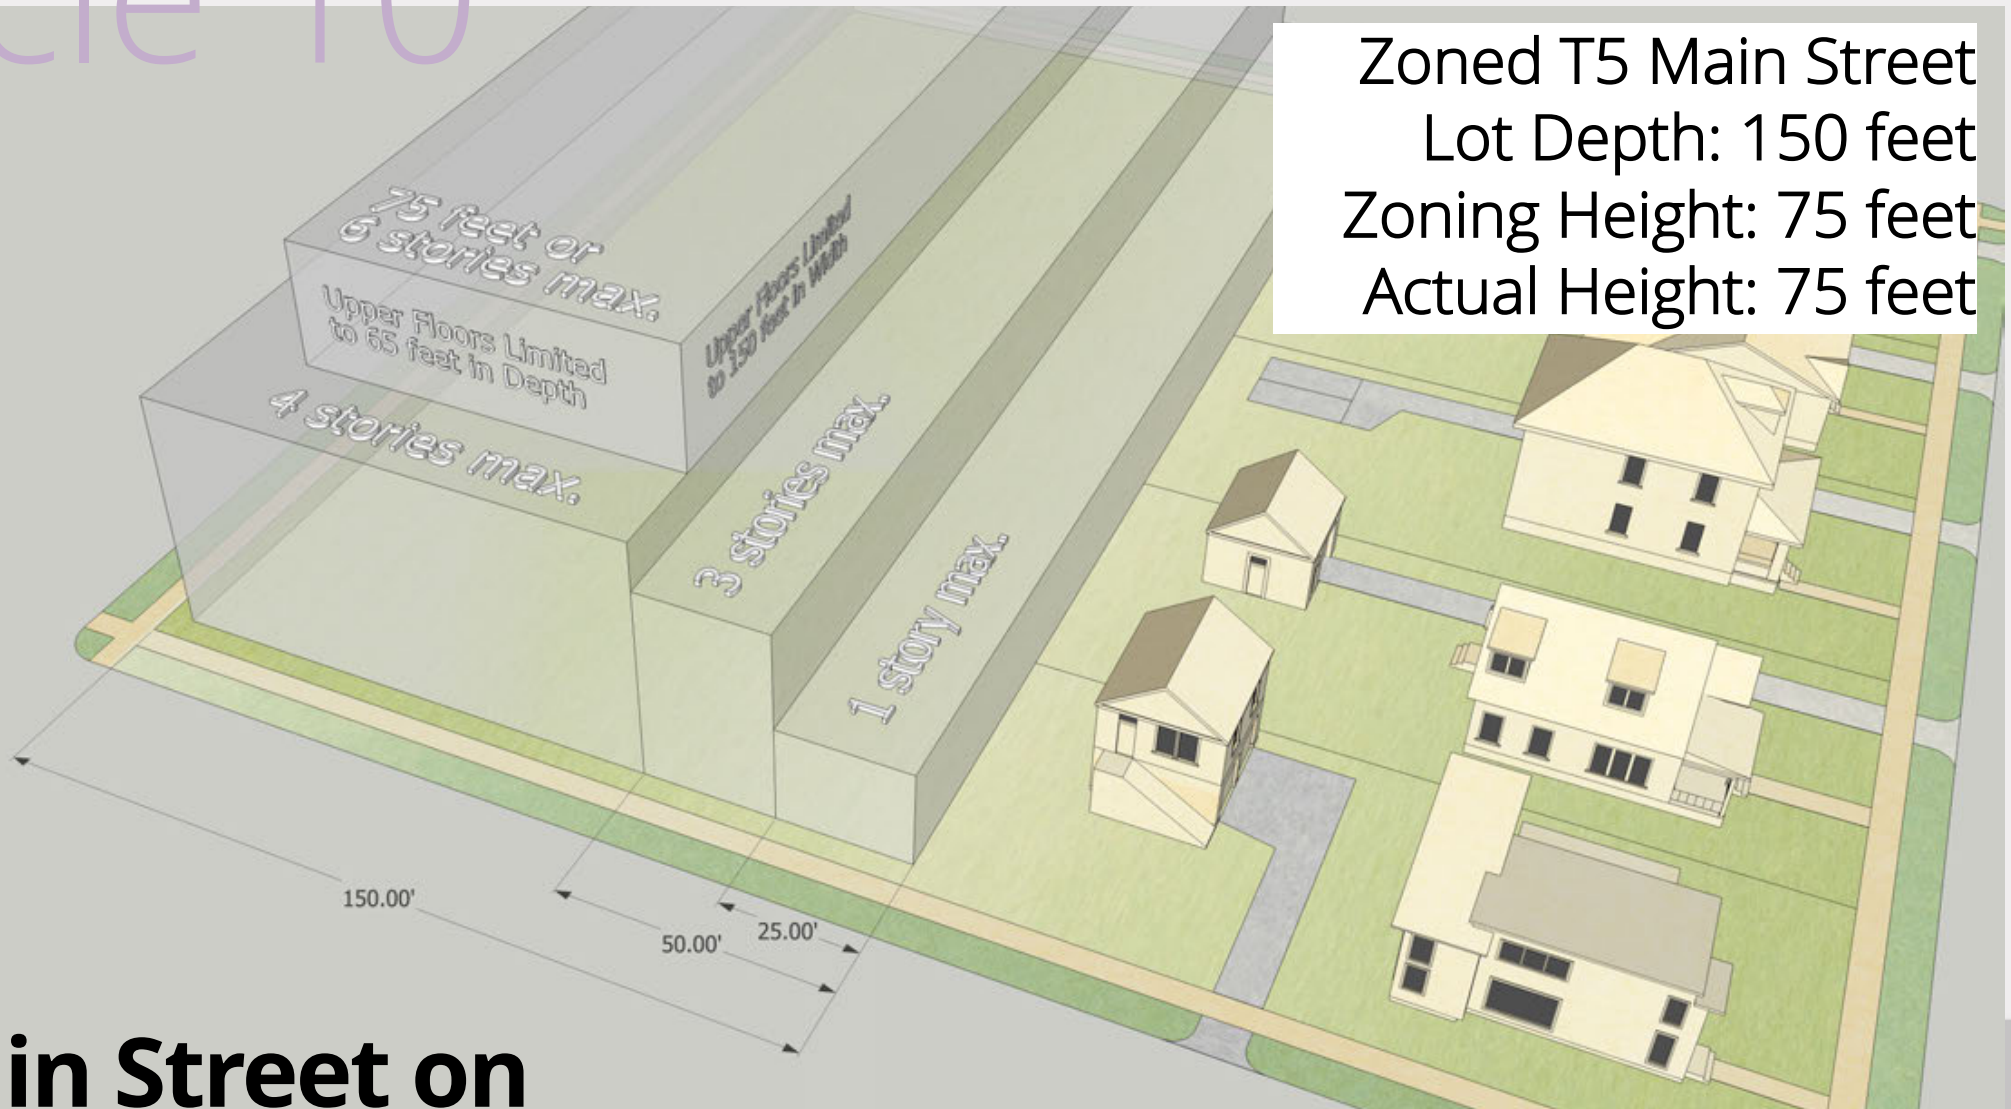 cle 10
Zoned T5 Main Street
Lot Depth: 150 feet
Zoning Height: 75 feet
Actual Height: 75 feet
75 feet or
6 stories max.
Upper Floors Limited
to 65 feet in Depth
Upper Floors Limited
to 150 feet in Width
4 stories max.
3 stories max.
1 story max.
150.00'
50.00'
25.00'
in Street on